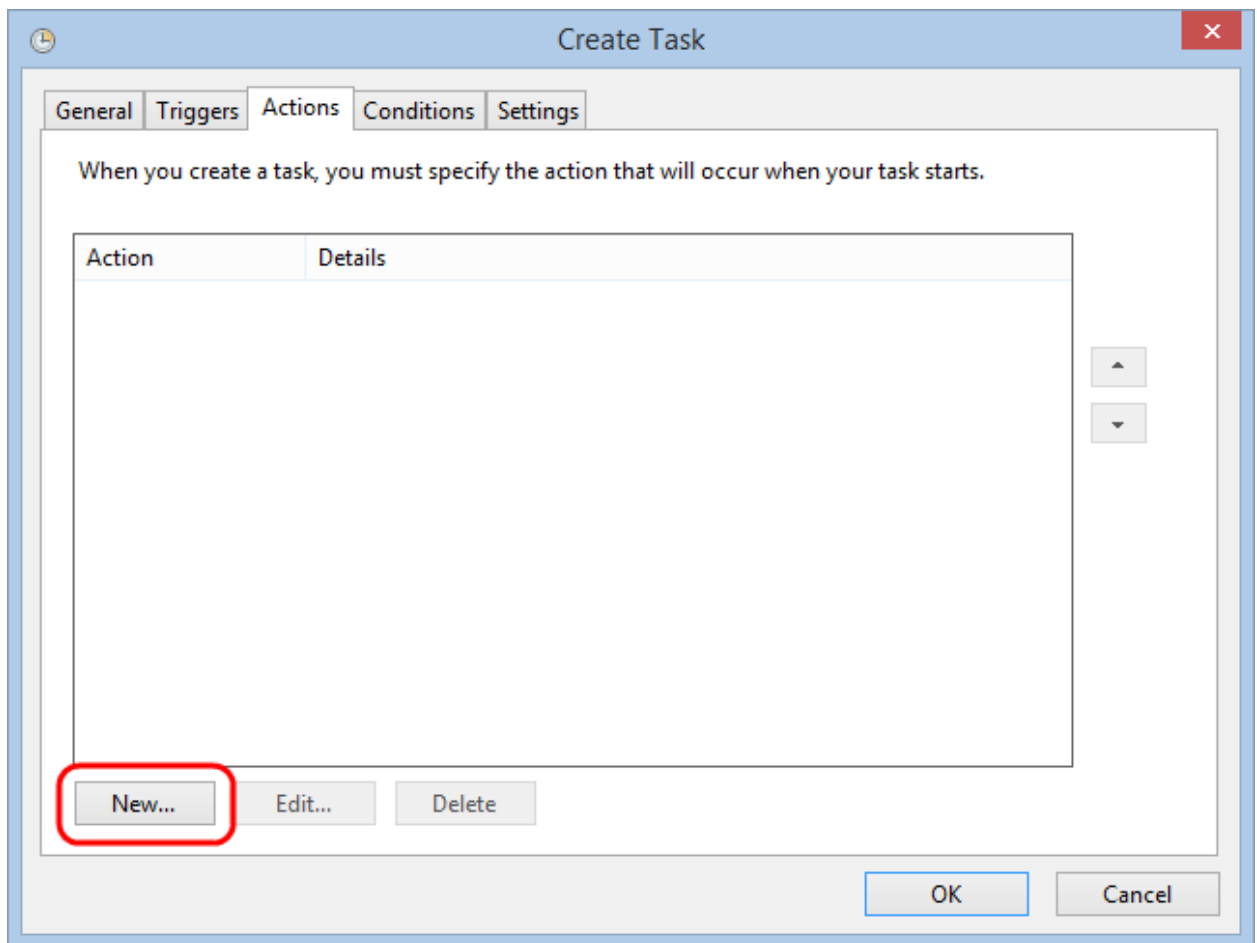 Create Task
General Triggers Actions Conditions Settings
When you create a task, you must specify the action that will occur when your task starts.
Action Details
New... Edit... Delete
OK Cancel